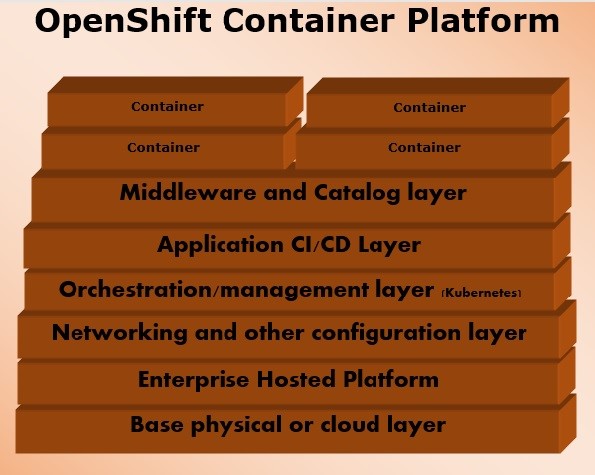 OpenShift Container Platform
Container
Container
Container
Container
Middleware and Catalog layer
Application CI/CD Layer
Orchestration/management layer (Kubernetes)
Networking and other configuration layer
Enterprise Hosted Platform
Base physical or cloud layer